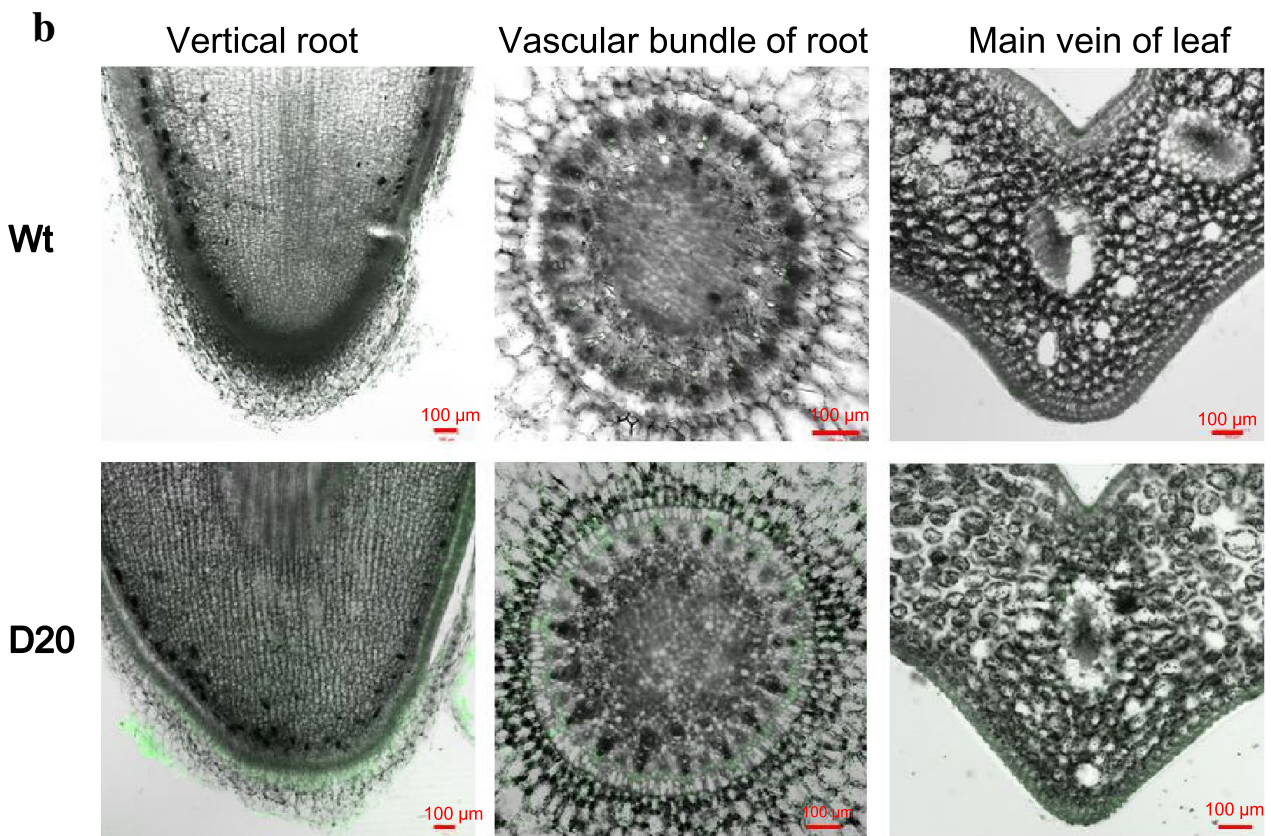 b
Vertical root
Vascular bundle of root
Main vein of leaf
Wt
100 µm
100 µm
100 µm
D20
100 µm
100 µm
100 µm